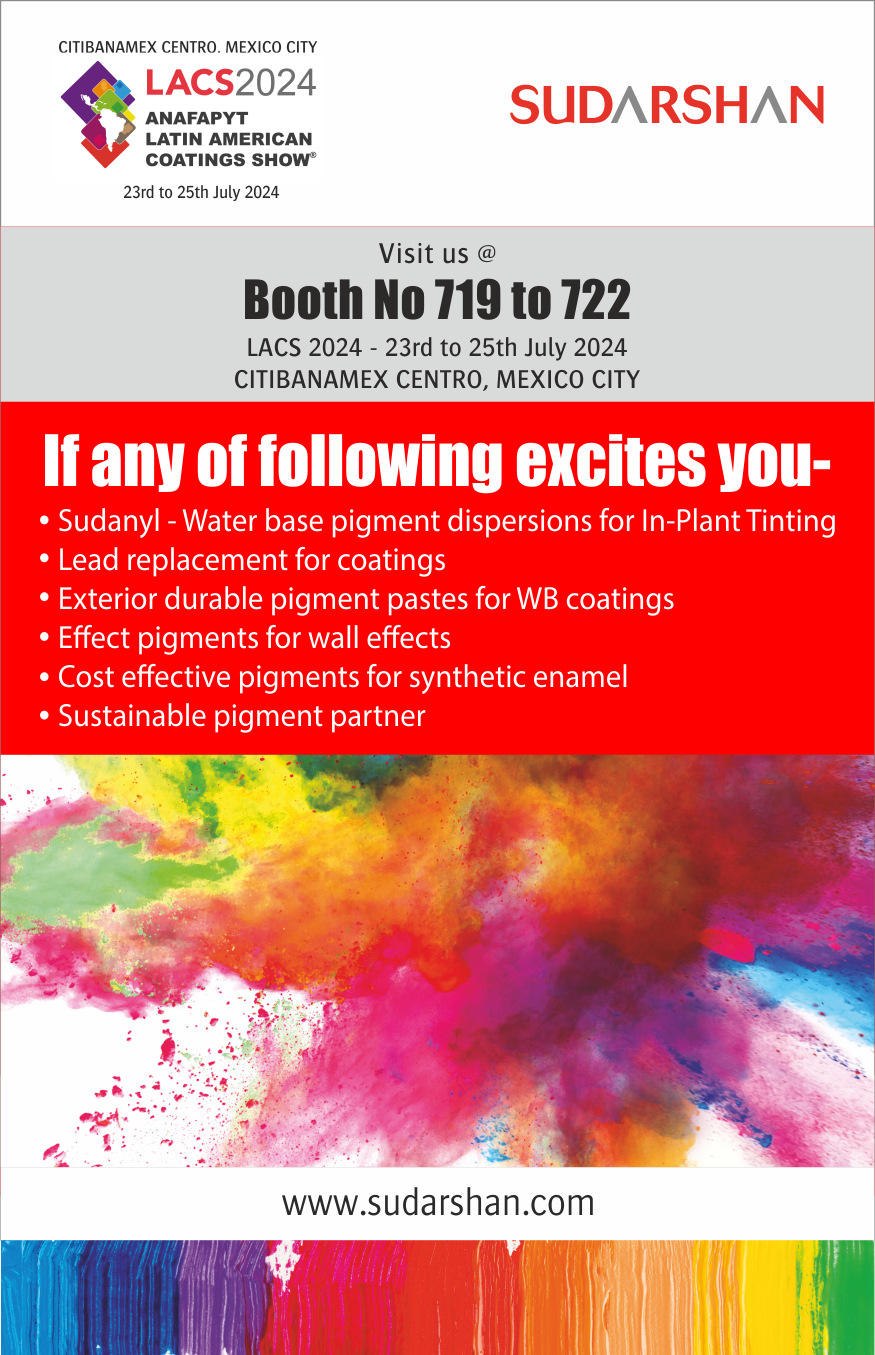 CITIBANAMEX CENTRO. MEXICO CITY
LACS2024
ANAFAPYT
LATIN AMERICAN
COATINGS SHOW®
23rd to 25th July 2024
SUDARSHAN
Visit us @
Booth No 719 to 722
LACS 2024 - 23rd to 25th July 2024
CITIBANAMEX CENTRO, MEXICO CITY
If any of following excites you-
• Sudanyl - Water base pigment dispersions for In-Plant Tinting
• Lead replacement for coatings
• Exterior durable pigment pastes for WB coatings
• Effect pigments for wall effects
• Cost effective pigments for synthetic enamel
• Sustainable pigment partner
www.sudarshan.com